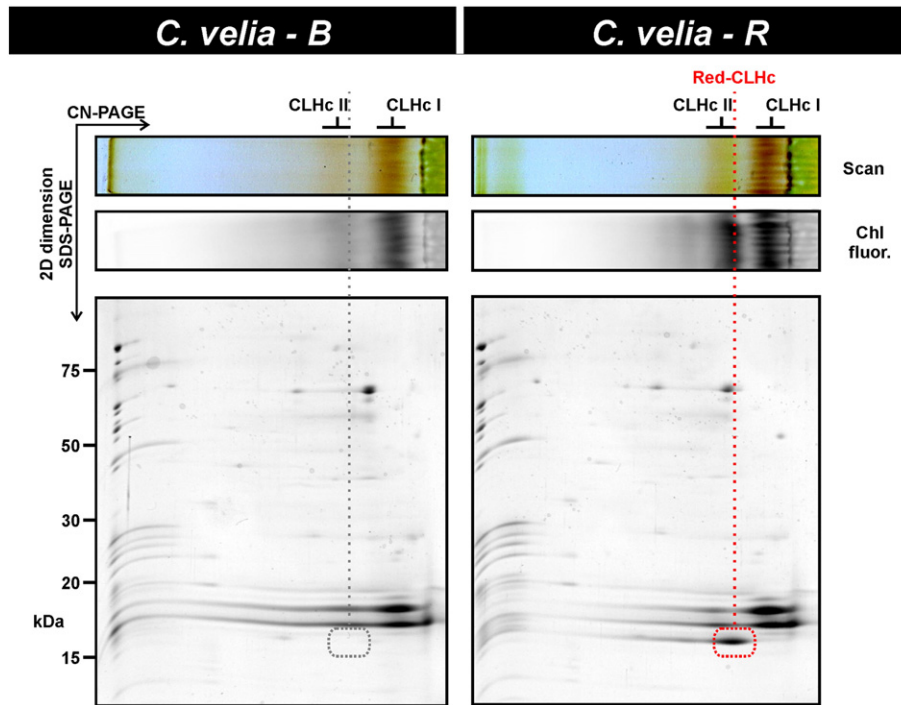 C. velia - B
C. velia - R
Red-CLHc
CN-PAGE
CLHc II
CLHc I
CLHc II
CLHc I
2D dimension
SDS-PAGE
Scan
Chl
fluor.
75
50
30
20
kDa
15